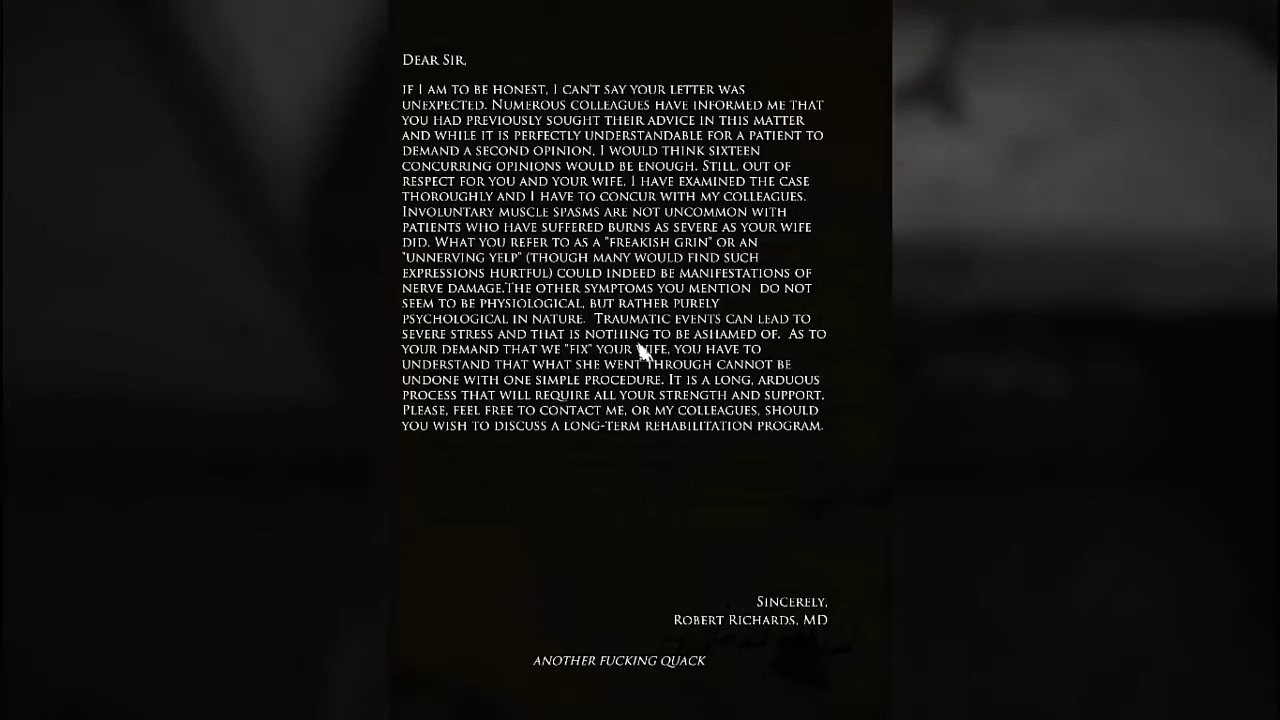 Dear Sir,
if I am to be honest, I can't say your letter was
unexpected. Numerous colleagues have informed me that
you had previously sought their advice in this matter
and while it is perfectly understandable for a patient to
demand a second opinion, I would think sixteen
concurring opinions would be enough. Still, out of
respect for you and your wife, I have examined the case
thoroughly and I have to concur with my colleagues.
Involuntary muscle spasms are not uncommon with
patients who have suffered burns as severe as your wife
did. What you refer to as a "freakish grin" or an
"unnerving yelp" (though many would find such
expressions hurtful) could indeed be manifestations of
nerve damage.The other symptoms you mention do not
seem to be physiological, but rather purely
psychological in nature. Traumatic events can lead to
severe stress and that is nothing to be ashamed of. As to
your demand that we "fix" your wife, you have to
understand that what she went through cannot be
undone with one simple procedure. It is a long, arduous
process that will require all your strength and support.
Please, feel free to contact me, or my colleagues, should
you wish to discuss a long-term rehabilitation program.
Sincerely,
Robert Richards, MD
ANOTHER FUCKING QUACK